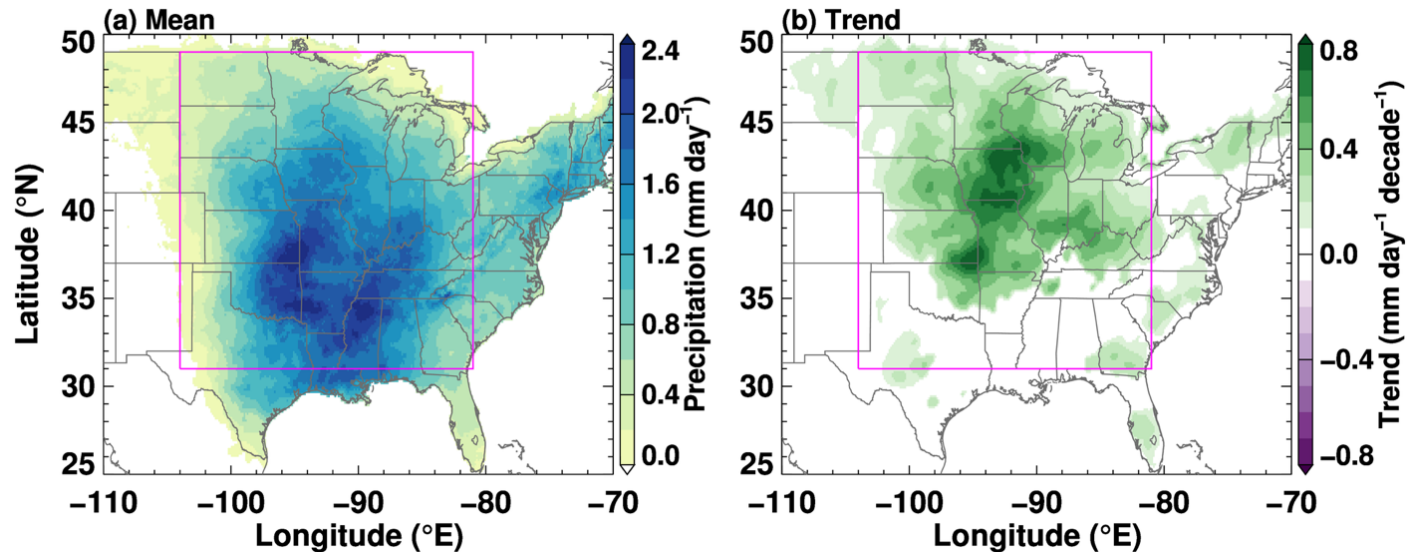 (a) Mean
50
45
40
35
30
25
Latitude (°N)
−110 −100 −90 −80 −70
Longitude (°E)
2.4
2.0
1.6
1.2
0.8
0.4
0.0
Precipitation (mm day⁻¹)
(b) Trend
50
45
40
35
30
25
−110 −100 −90 −80 −70
Longitude (°E)
0.8
0.4
0.0
−0.4
−0.8
Trend (mm day⁻¹ decade⁻¹)